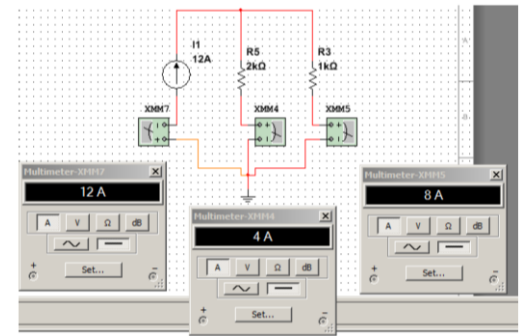 I1
12A
R5
2kΩ
R3
1kΩ
XMM7
XMM4
XMM5
Multimeter-XMM7
12 A
A V Ω dB
Set...
+ -
Multimeter-XMM4
4 A
A V Ω dB
Set...
+ -
Multimeter-XMM5
8 A
A V Ω dB
Set...
+ -
A
B